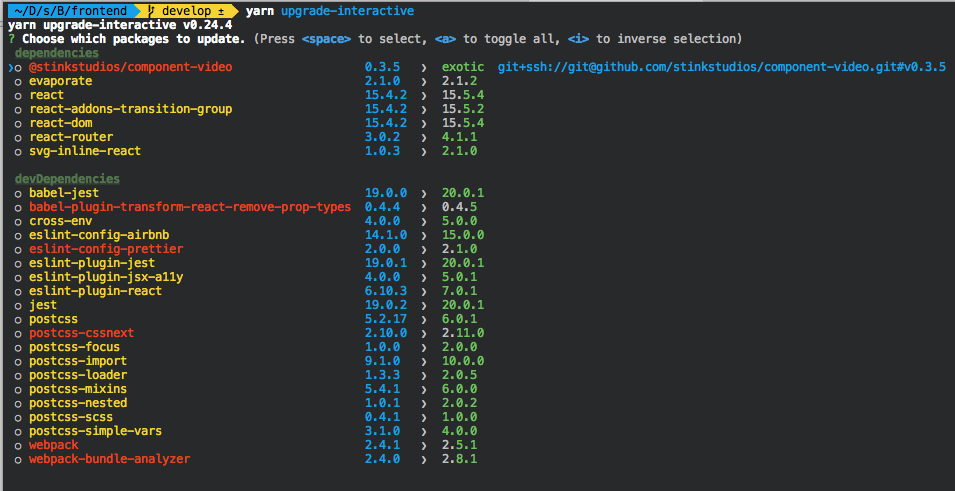 ~/D/s/B/frontend develop ± yarn upgrade-interactive
yarn upgrade-interactive v0.24.4
? Choose which packages to update. (Press <space> to select, <a> to toggle all, <i> to inverse selection)
dependencies
❯○ @stinkstudios/component-video 0.3.5 ❯ exotic git+ssh://git@github.com/stinkstudios/component-video.git#v0.3.5
○ evaporate 2.1.0 ❯ 2.1.2
○ react 15.4.2 ❯ 15.5.4
○ react-addons-transition-group 15.4.2 ❯ 15.5.2
○ react-dom 15.4.2 ❯ 15.5.4
○ react-router 3.0.2 ❯ 4.1.1
○ svg-inline-react 1.0.3 ❯ 2.1.0
devDependencies
○ babel-jest 19.0.0 ❯ 20.0.1
○ babel-plugin-transform-react-remove-prop-types 0.4.4 ❯ 0.4.5
○ cross-env 4.0.0 ❯ 5.0.0
○ eslint-config-airbnb 14.1.0 ❯ 15.0.0
○ eslint-config-prettier 2.0.0 ❯ 2.1.0
○ eslint-plugin-jest 19.0.1 ❯ 20.0.1
○ eslint-plugin-jsx-a11y 4.0.0 ❯ 5.0.1
○ eslint-plugin-react 6.10.3 ❯ 7.0.1
○ jest 19.0.2 ❯ 20.0.1
○ postcss 5.2.17 ❯ 6.0.1
○ postcss-cssnext 2.10.0 ❯ 2.11.0
○ postcss-focus 1.0.0 ❯ 2.0.0
○ postcss-import 9.1.0 ❯ 10.0.0
○ postcss-loader 1.3.3 ❯ 2.0.5
○ postcss-mixins 5.4.1 ❯ 6.0.0
○ postcss-nested 1.0.1 ❯ 2.0.2
○ postcss-scss 0.4.1 ❯ 1.0.0
○ postcss-simple-vars 3.1.0 ❯ 4.0.0
○ webpack 2.4.1 ❯ 2.5.1
○ webpack-bundle-analyzer 2.4.0 ❯ 2.8.1